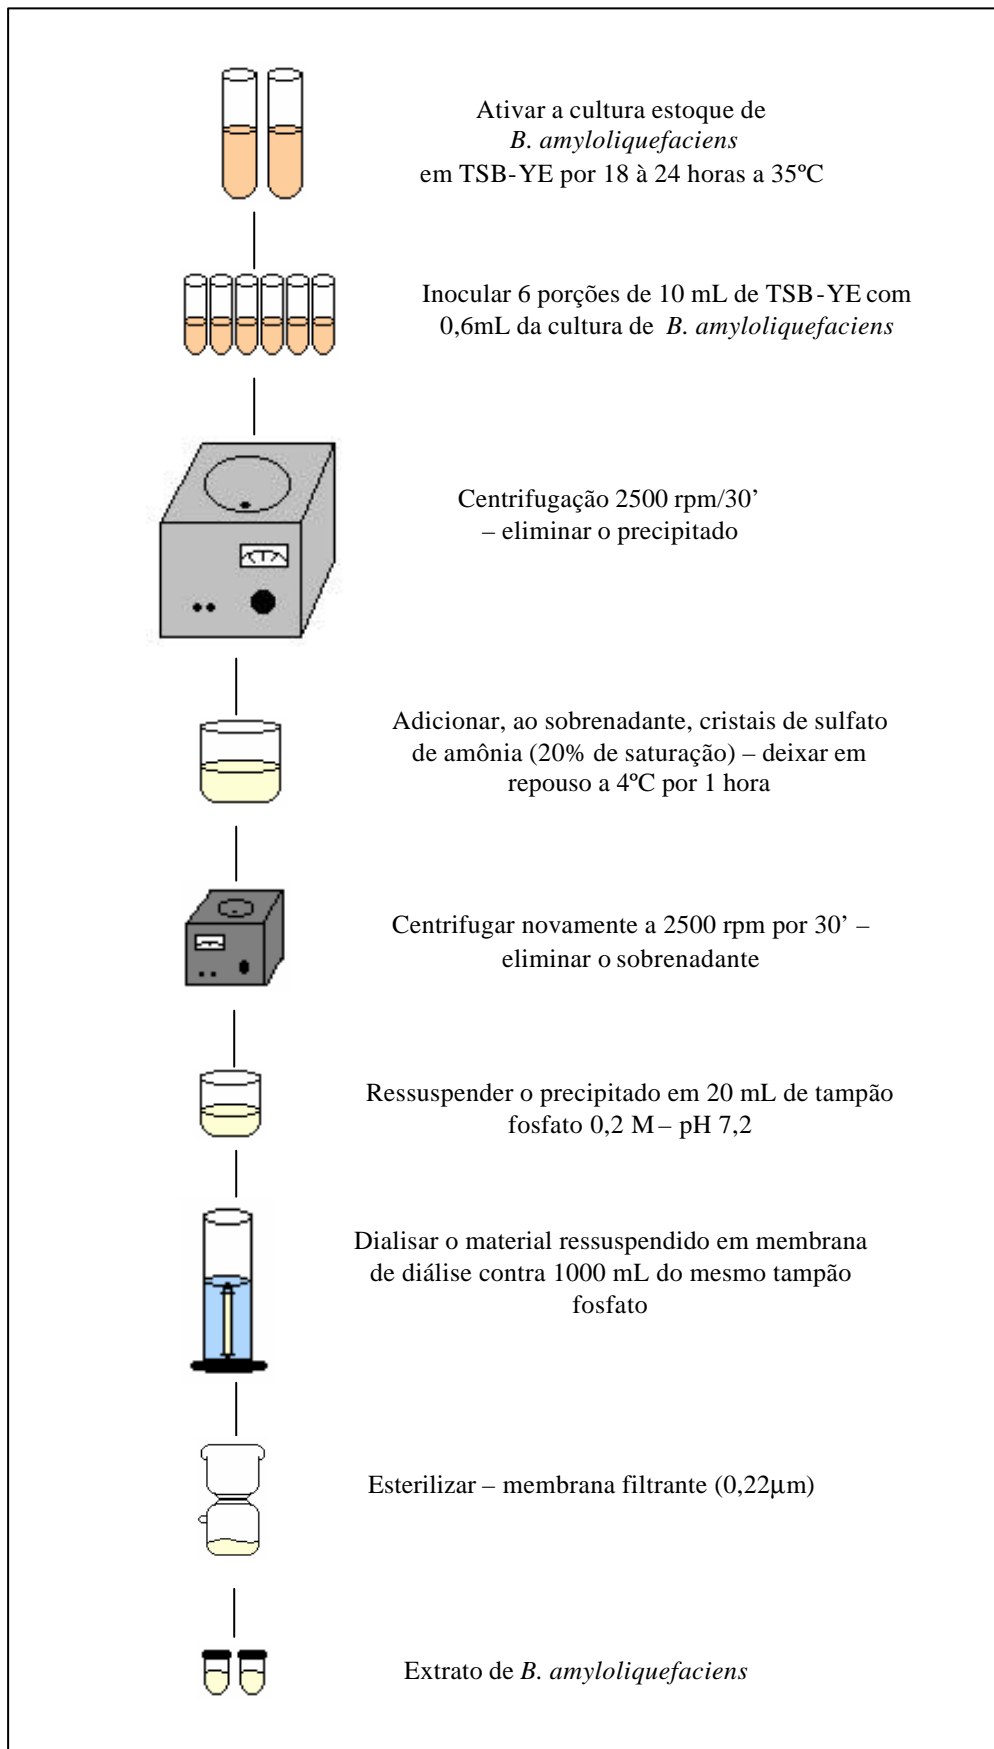 Ativar a cultura estoque de
B. amyloliquefaciens
em TSB-YE por 18 à 24 horas a 35ºC
Inocular 6 porções de 10 mL de TSB-YE com
0,6mL da cultura de B. amyloliquefaciens
Centrifugação 2500 rpm/30’
– eliminar o precipitado
Adicionar, ao sobrenadante, cristais de sulfato
de amônia (20% de saturação) – deixar em
repouso a 4ºC por 1 hora
Centrifugar novamente a 2500 rpm por 30’ –
eliminar o sobrenadante
Ressuspender o precipitado em 20 mL de tampão
fosfato 0,2 M – pH 7,2
Dialisar o material ressuspendido em membrana
de diálise contra 1000 mL do mesmo tampão
fosfato
Esterilizar – membrana filtrante (0,22μm)
Extrato de B. amyloliquefaciens